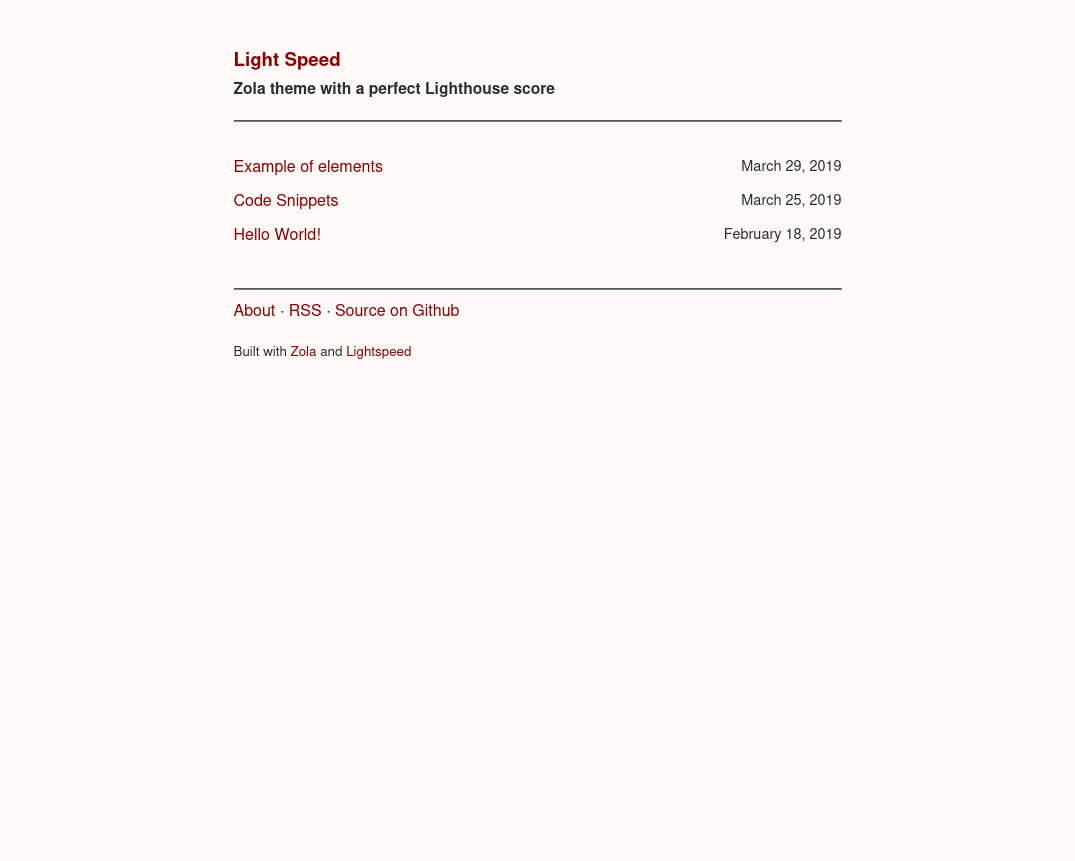 Light Speed
Zola theme with a perfect Lighthouse score
Example of elements March 29, 2019
Code Snippets March 25, 2019
Hello World! February 18, 2019
About · RSS · Source on Github
Built with Zola and Lightspeed